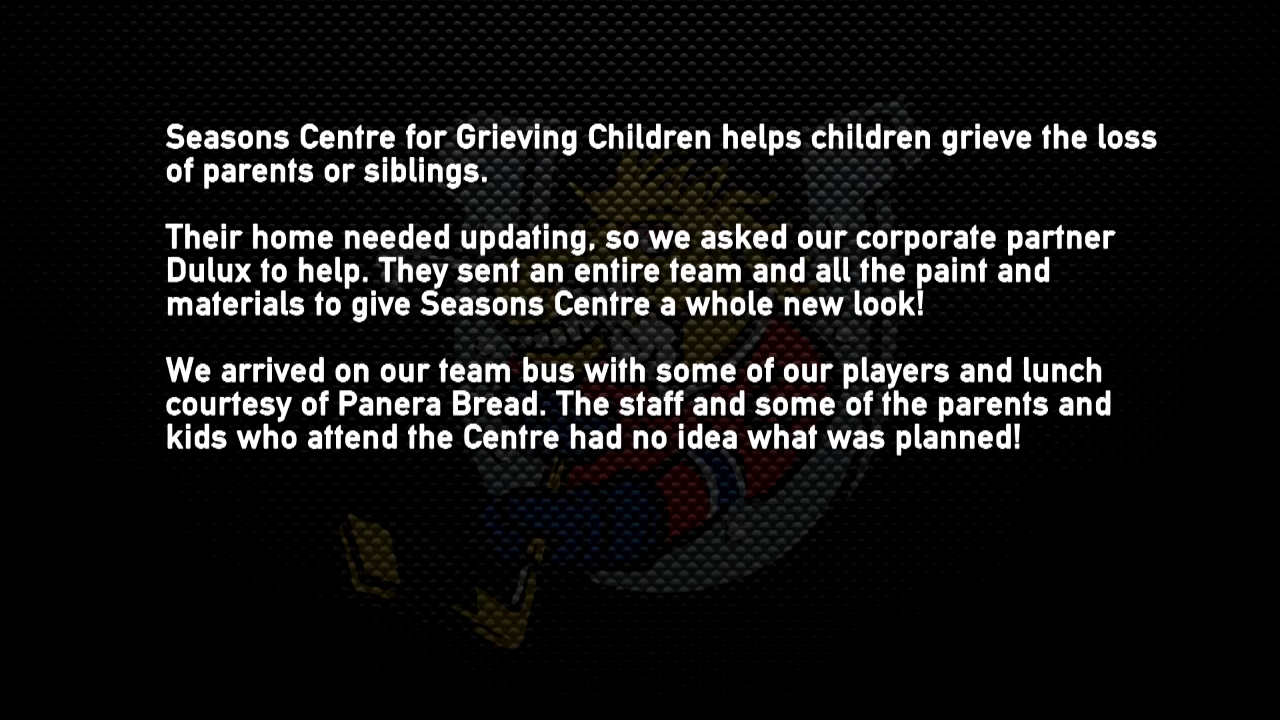 Seasons Centre for Grieving Children helps children grieve the loss
of parents or siblings.
Their home needed updating, so we asked our corporate partner
Dulux to help. They sent an entire team and all the paint and
materials to give Seasons Centre a whole new look!
We arrived on our team bus with some of our players and lunch
courtesy of Panera Bread. The staff and some of the parents and
kids who attend the Centre had no idea what was planned!